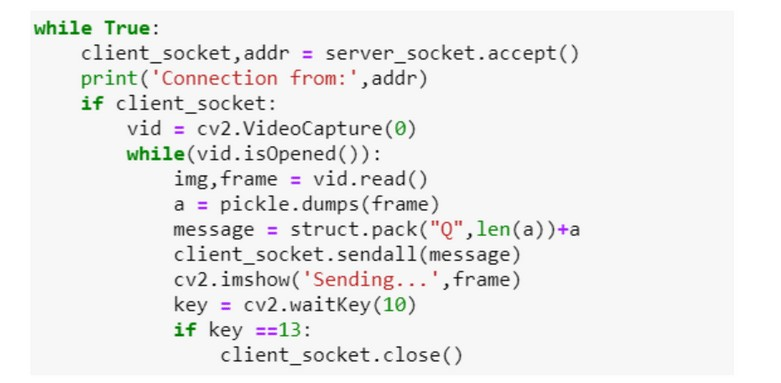 while True:
    client_socket,addr = server_socket.accept()
    print('Connection from:',addr)
    if client_socket:
        vid = cv2.VideoCapture(0)
        while(vid.isOpened()):
            img,frame = vid.read()
            a = pickle.dumps(frame)
            message = struct.pack("Q",len(a))+a
            client_socket.sendall(message)
            cv2.imshow('Sending...',frame)
            key = cv2.waitKey(10)
            if key ==13:
                client_socket.close()